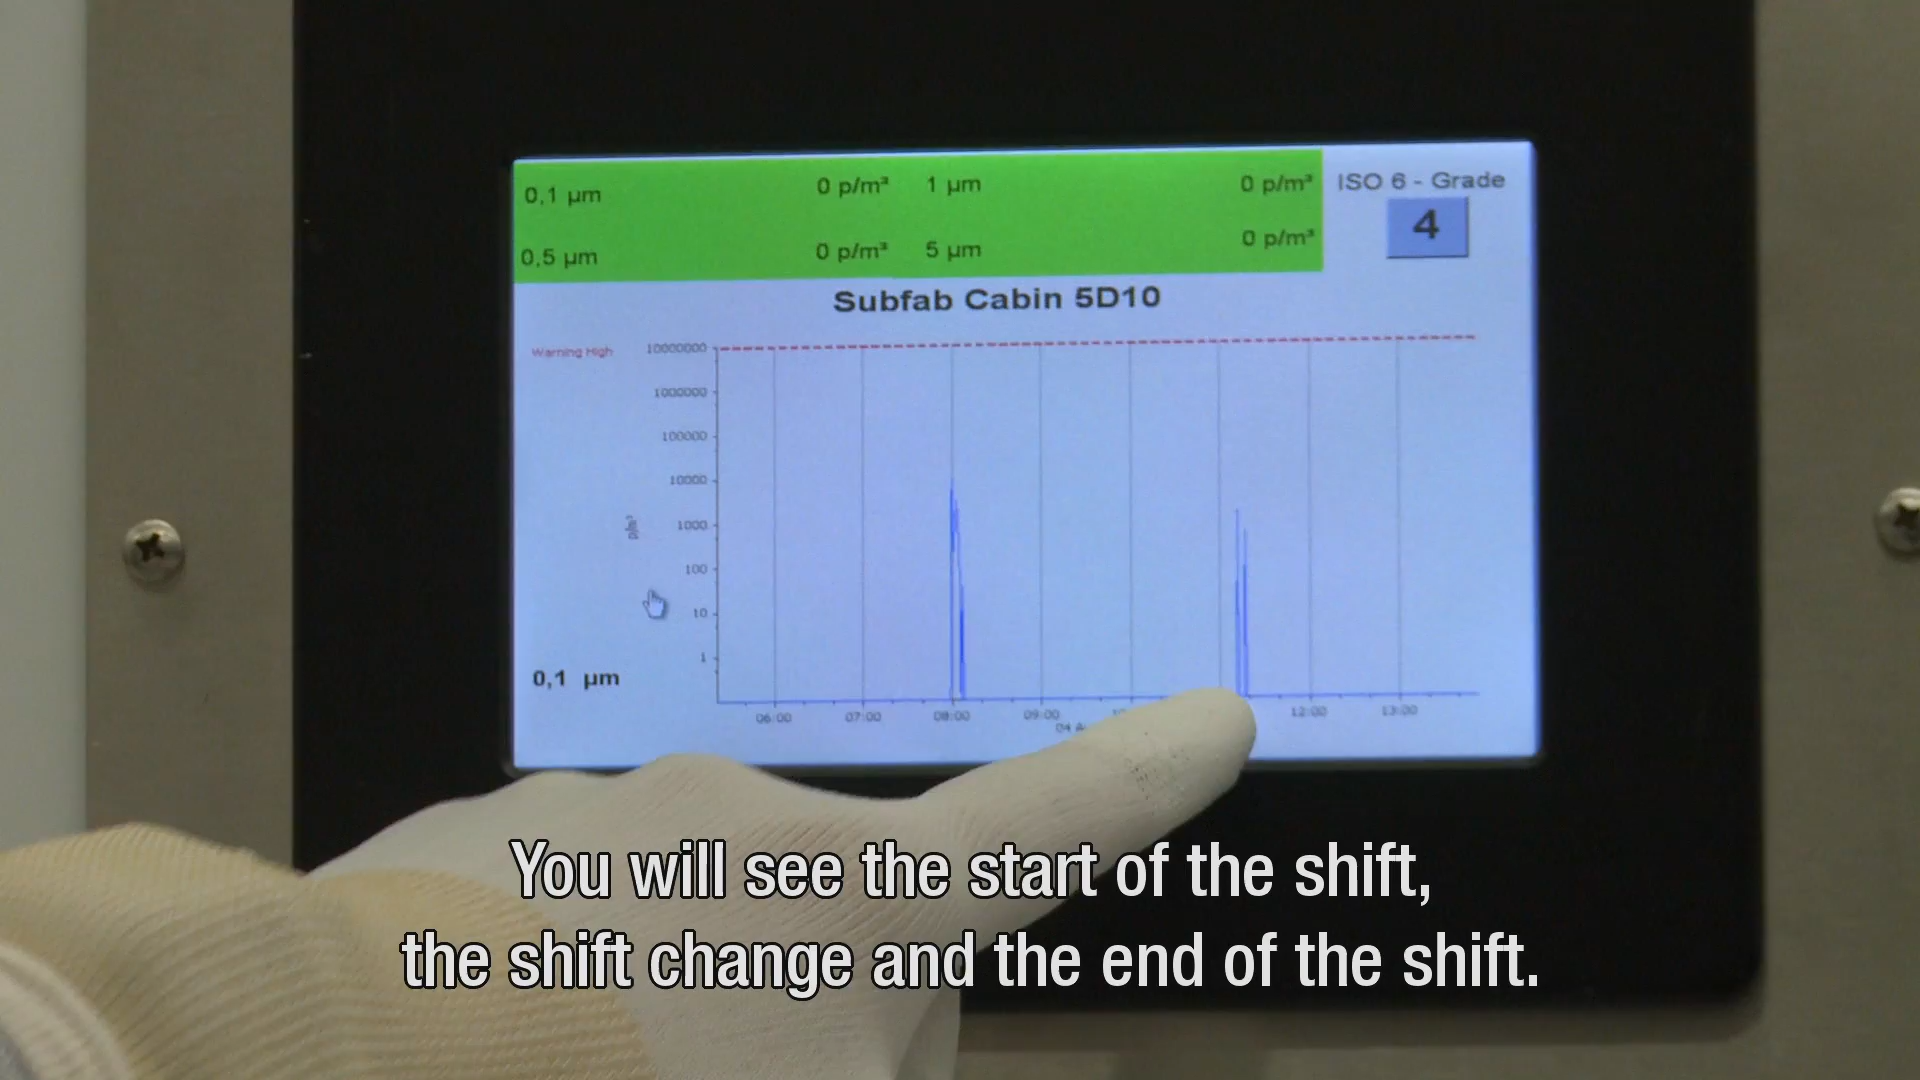 0,1 µm 0 p/m³ 1 µm 0 p/m³
0,5 µm 0 p/m³ 5 µm 0 p/m³
ISO 6 - Grade
4
Subfab Cabin 5D10
Warning High
10000000
1000000
100000
10000
1000
100
10
1
p/m³
0,1 µm
06:00 07:00 08:00 09:00 12:00 13:00
04
You will see the start of the shift,
the shift change and the end of the shift.